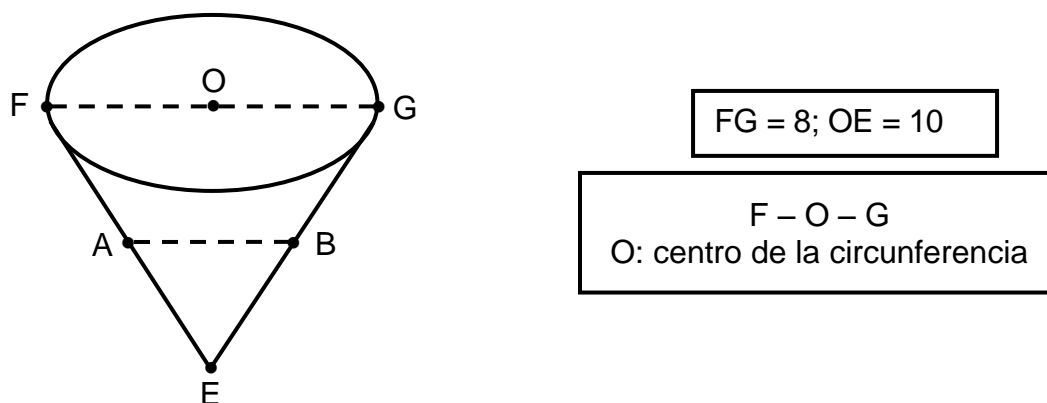 O
F
G
FG = 8; OE = 10
F – O – G
O: centro de la circunferencia
A
B
E